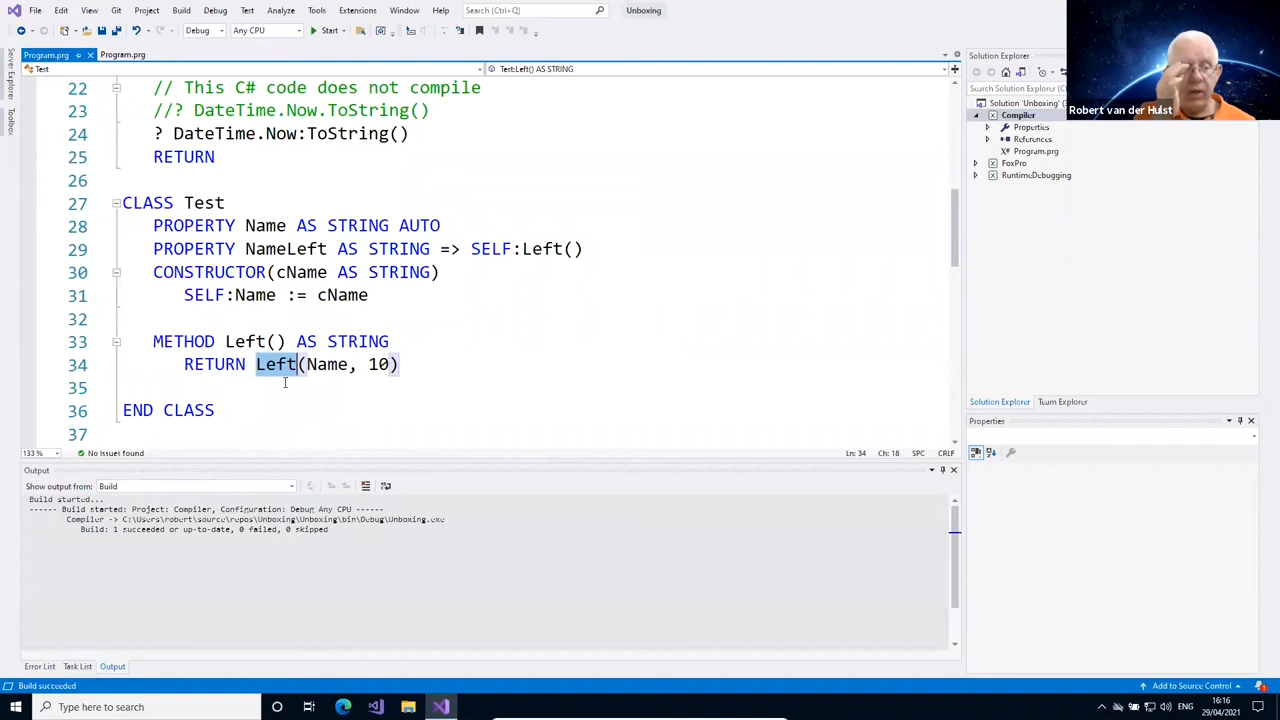 File Edit View Git Project Build Debug Test Analyze Tools Extensions Window Help Search (Ctrl+Q) Unboxing
Debug Any CPU Start
Program.prg Program.prg
Test Test:Left() AS STRING
Server Explorer
Toolbox
22 // This C# code does not compile
23 //? DateTime.Now.ToString()
24 ? DateTime.Now:ToString()
25 RETURN
26
27 CLASS Test
28 PROPERTY Name AS STRING AUTO
29 PROPERTY NameLeft AS STRING => SELF:Left()
30 CONSTRUCTOR(cName AS STRING)
31 SELF:Name := cName
32
33 METHOD Left() AS STRING
34 RETURN Left(Name, 10)
35
36 END CLASS
37
133 % No issues found Ln: 34 Ch: 18 SPC CRLF
Output
Show output from: Build
Build started...
------ Build started: Project: Compiler, Configuration: Debug Any CPU ------
Compiler -> C:\Users\robert\source\repos\Unboxing\Unboxing\bin\Debug\Unboxing.exe
Build: 1 succeeded or up-to-date, 0 failed, 0 skipped
Error List Task List Output
Build succeeded Add to Source Control 1
Robert van der Hulst
Solution Explorer
Search Solution Explorer (Ctrl
Solution 'Unboxing' (
Compiler
Properties
References
Program.prg
FoxPro
RuntimeDebugging
Solution Explorer Team Explorer
Properties
Type here to search
ENG
16:16
29/04/2021